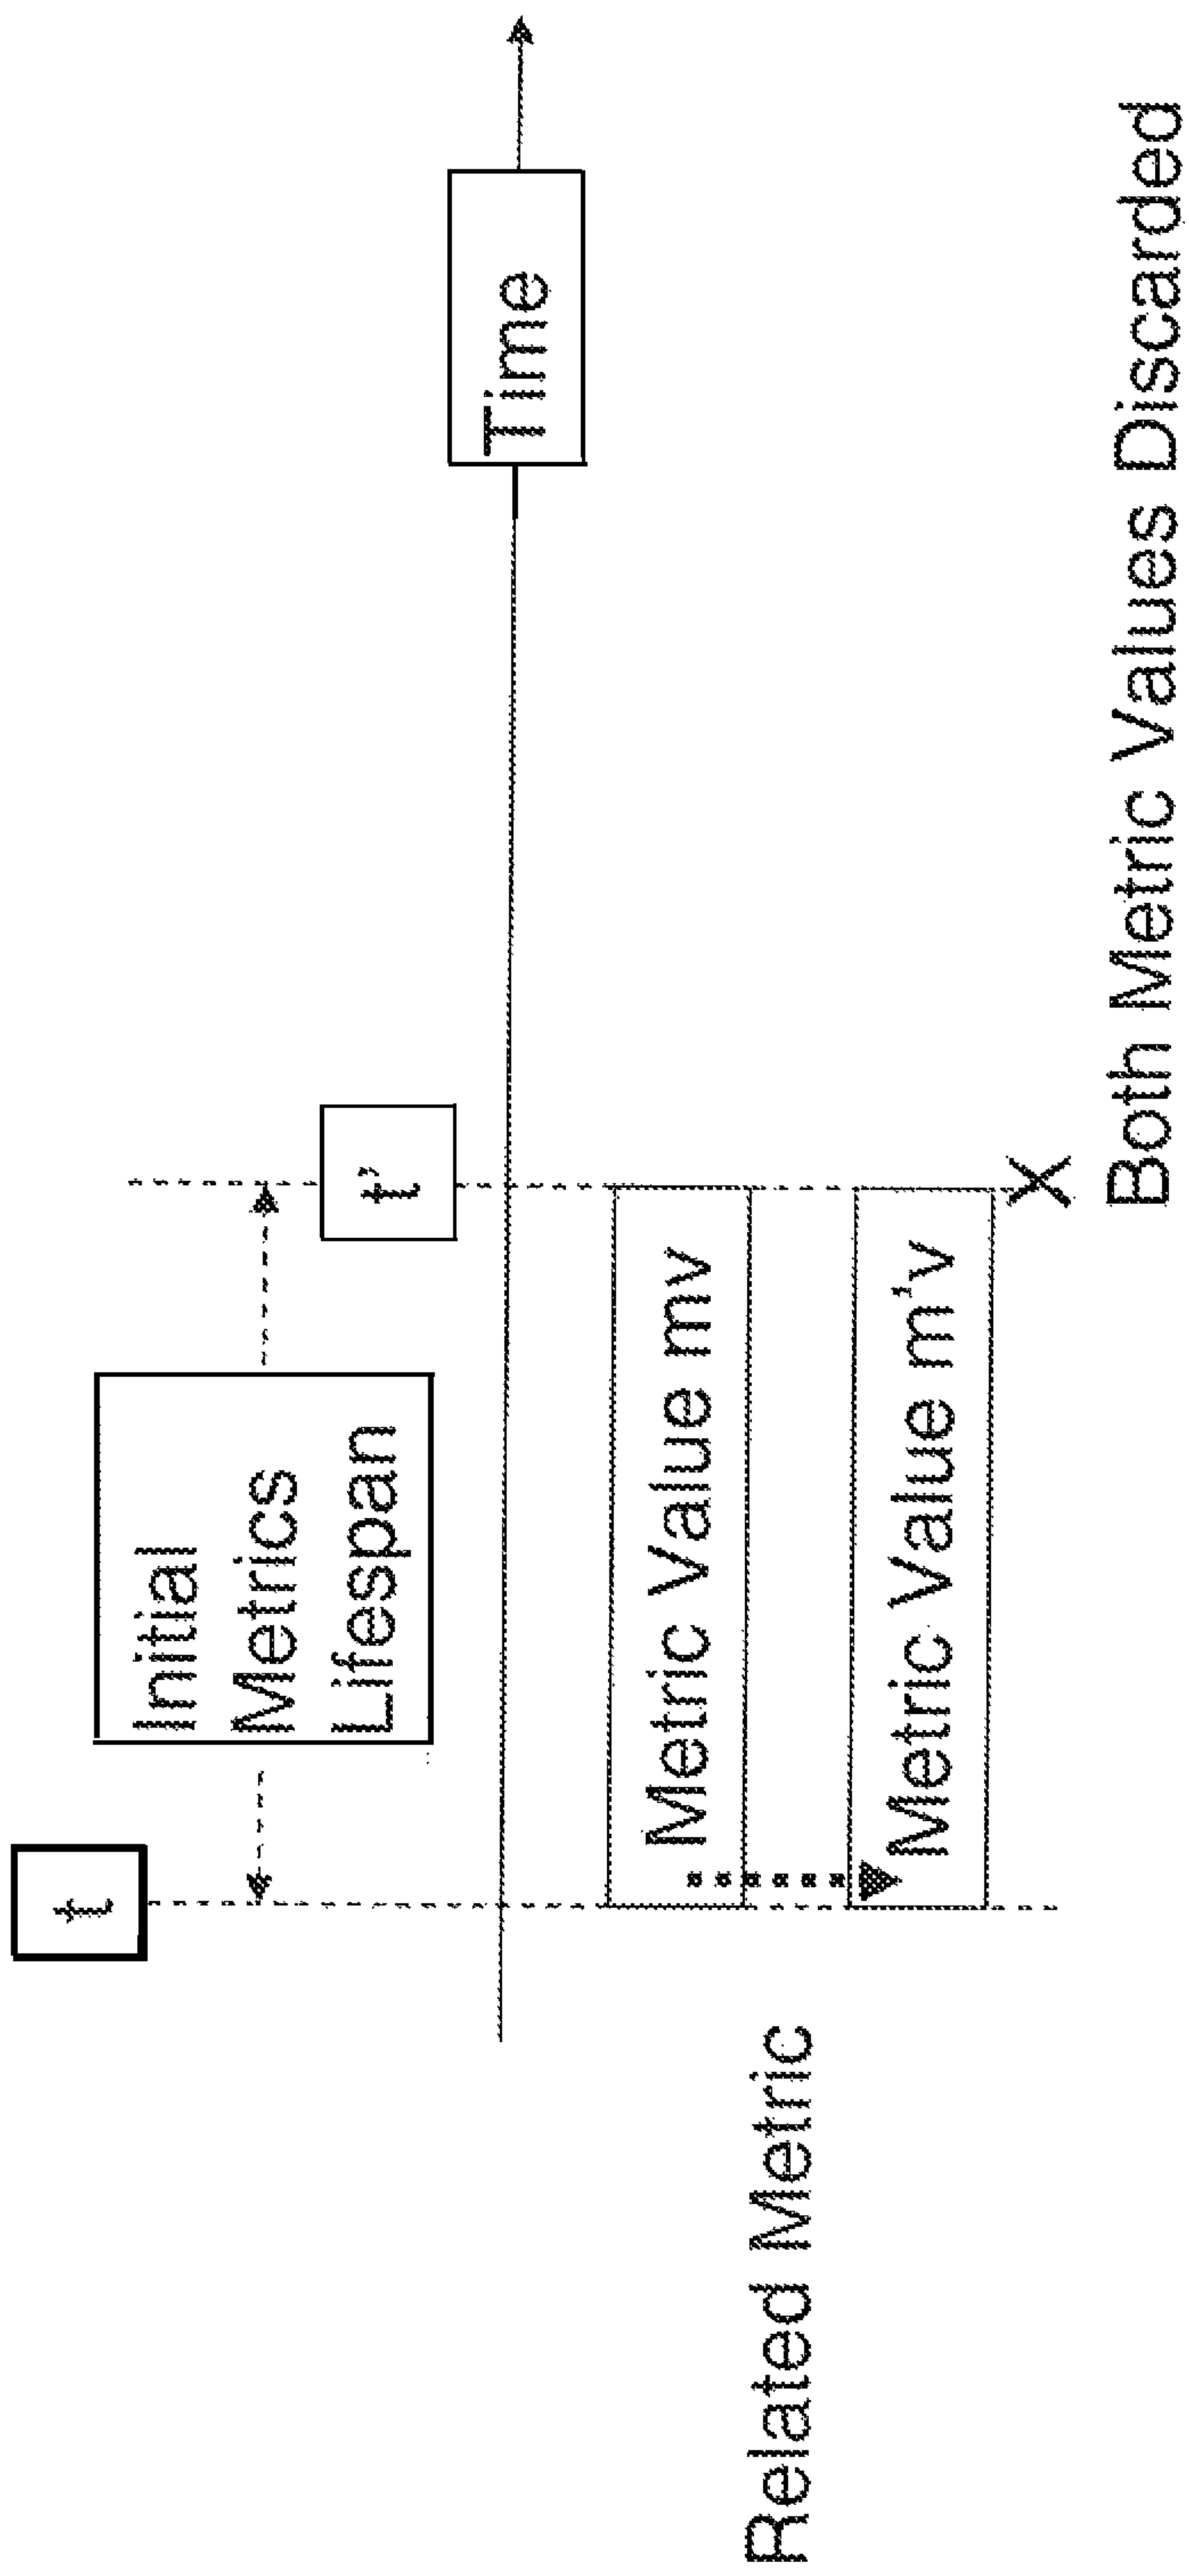 t
Initial
Metrics
Lifespan
t'
Time
Metric Value mv
Related Metric
Metric Value m'v
X
Both Metric Values Discarded